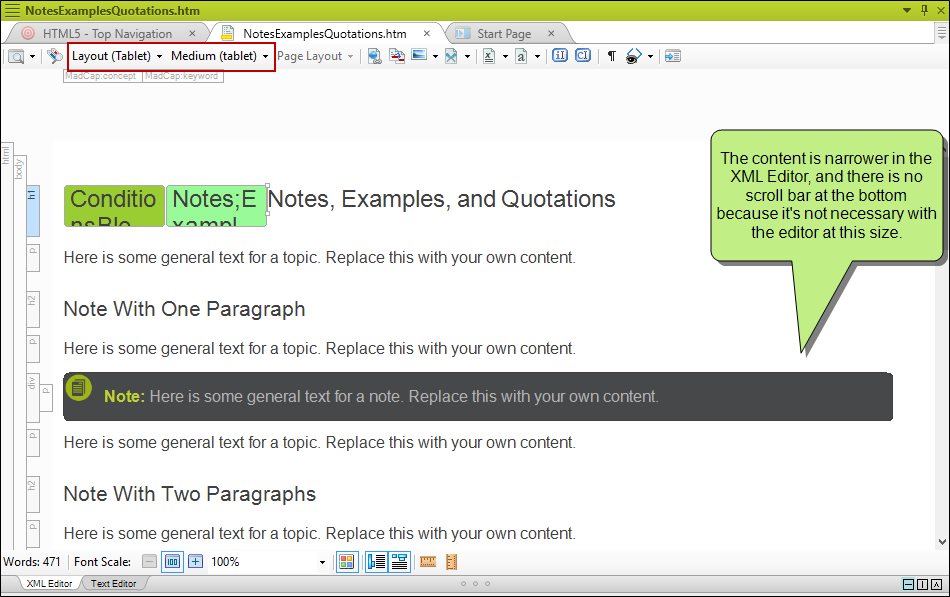 NotesExamplesQuotations.htm
HTML5 - Top Navigation
NotesExamplesQuotations.htm
Start Page
Layout (Tablet)
Medium (tablet)
Page Layout
MadCap:concept
MadCap:keyword
html
body
h1
Conditio
nsBlo
Notes;E
xampl
Notes, Examples, and Quotations
p
Here is some general text for a topic. Replace this with your own content.
h2
Note With One Paragraph
p
Here is some general text for a topic. Replace this with your own content.
div
p
Note: Here is some general text for a note. Replace this with your own content.
p
Here is some general text for a topic. Replace this with your own content.
h2
Note With Two Paragraphs
p
Here is some general text for a topic. Replace this with your own content.
The content is narrower in the
XML Editor, and there is no
scroll bar at the bottom
because it's not necessary with
the editor at this size.
Words: 471
Font Scale:
100
100%
XML Editor
Text Editor